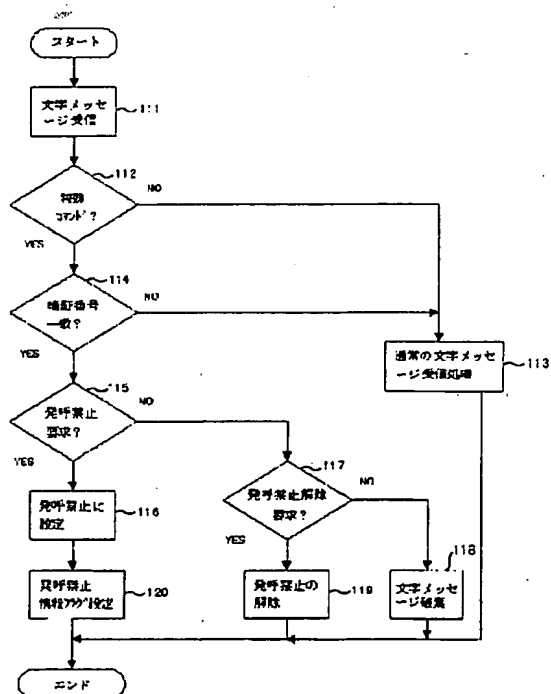 スタート
文字メッセ
ージ受信
111
112
NO
制御
コマンド?
YES
114
NO
暗証番号
一致?
YES
通常の文字メッセ
ージ受信処理
113
115
NO
発呼禁止
要求?
YES
117
NO
発呼禁止解除
要求?
YES
発呼禁止に
設定
116
118
発呼禁止
情報フラグ設定
120
発呼禁止の
解除
119
文字メッセ
ージ破棄
エンド